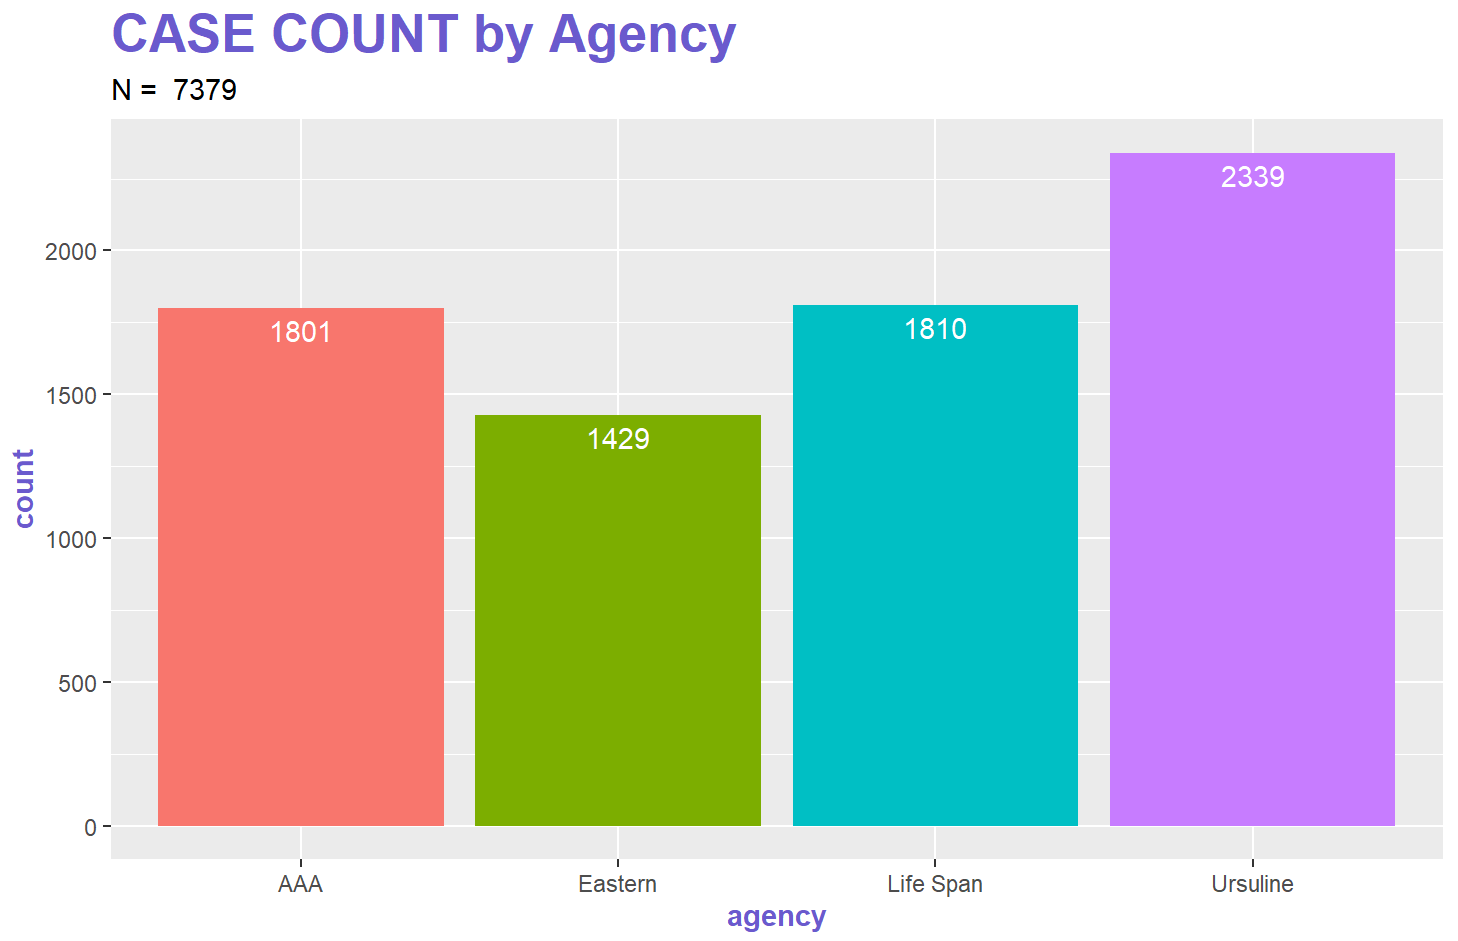 CASE COUNT by Agency
N =  7379
2339
2000
1801
1810
1500
1429
count
1000
500
0
AAA Eastern Life Span Ursuline
agency